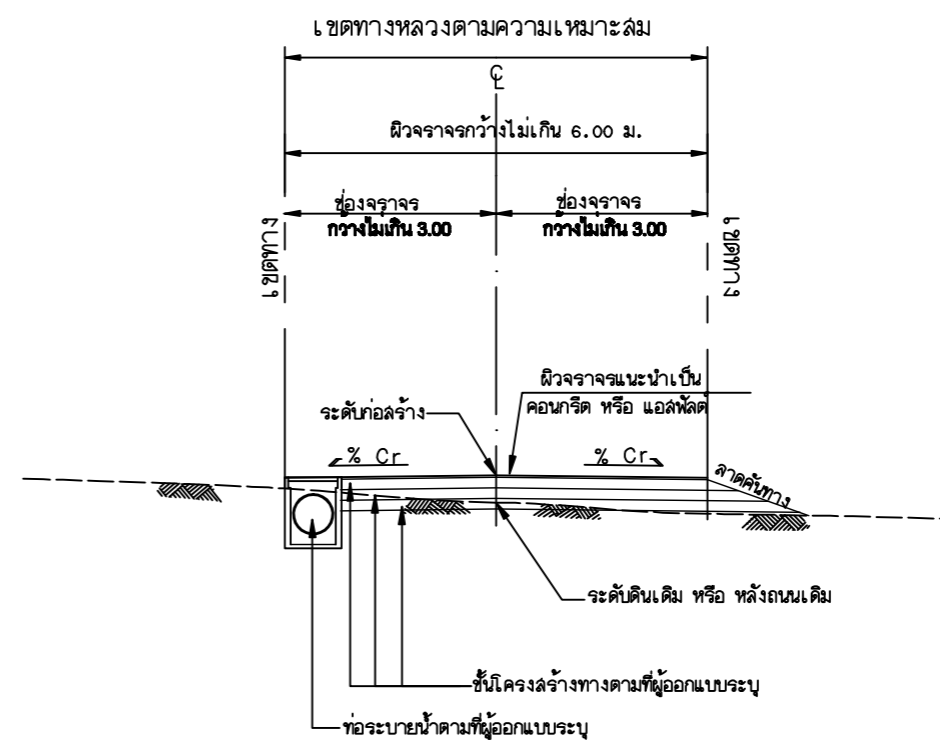 เขตทางหลวงตามความเหมาะสม
℄
ผิวจราจรกว้างไม่เกิน 6.00 ม.
ช่องจราจร
กว้างไม่เกิน 3.00
ช่องจราจร
กว้างไม่เกิน 3.00
เขตทาง
เขตทาง
ผิวจราจรแนะนำเป็น
คอนกรีต หรือ แอสฟัลต์
ระดับก่อสร้าง
% Cr
% Cr
ลาดคันทาง
ระดับดินเดิม หรือ หลังถนนเดิม
ชั้นโครงสร้างทางตามที่ผู้ออกแบบระบุ
ท่อระบายน้ำตามที่ผู้ออกแบบระบุ